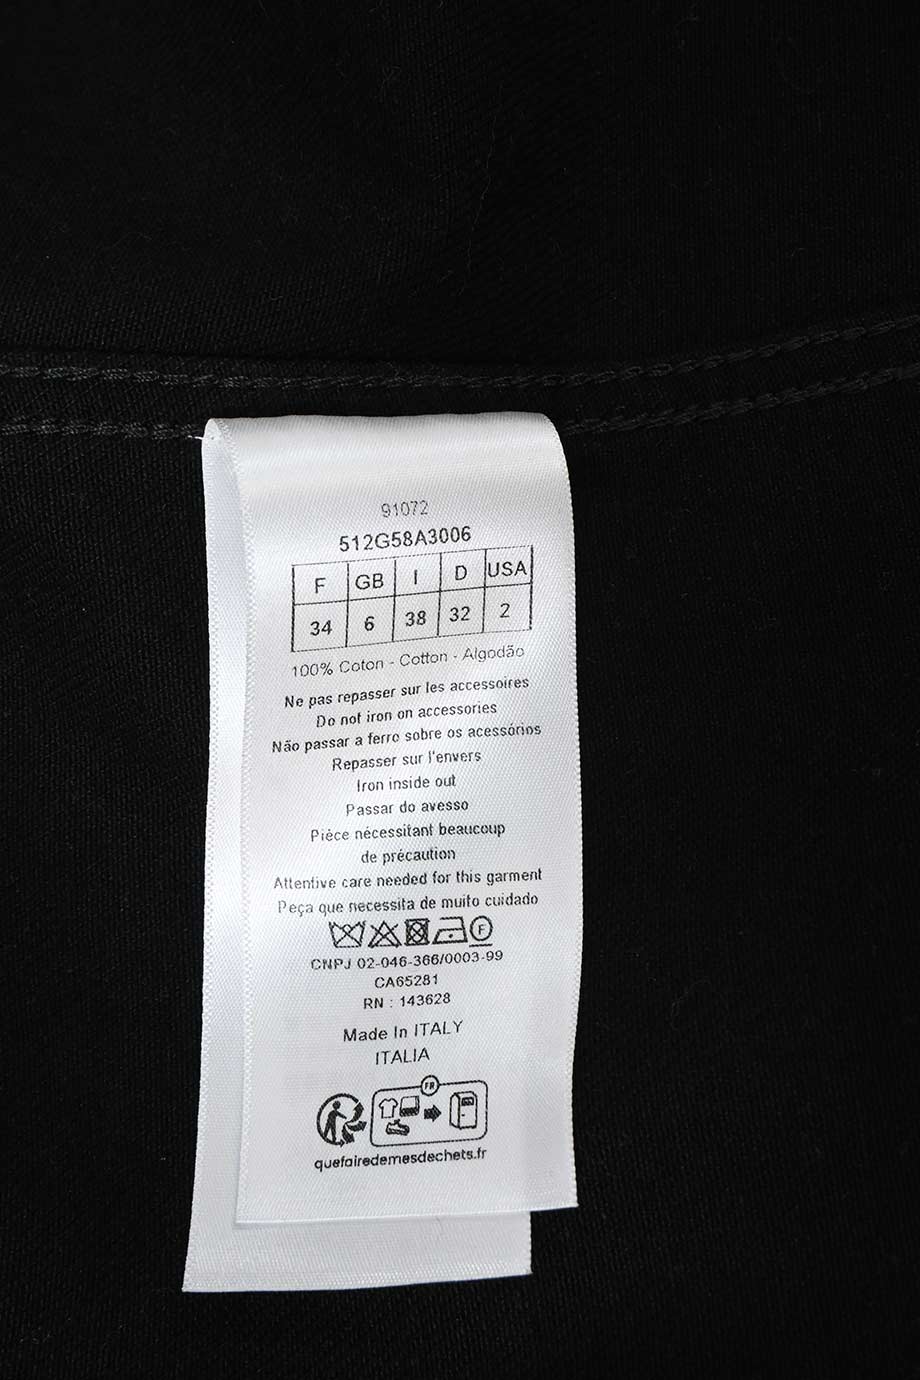 91072
512G58A3006
F GB I D USA
34 6 38 32 2
100% Coton - Cotton - Algodão
Ne pas repasser sur les accessoires
Do not iron on accessories
Não passar a ferro sobre os acessórios
Repasser sur l'envers
Iron inside out
Passar do avesso
Pièce nécessitant beaucoup
de précaution
Attentive care needed for this garment
Peça que necessita de muito cuidado
F
CNPJ 02-046-366/0003-99
CA65281
RN : 143628
Made In ITALY
ITALIA
FR
quefairedemesdechets.fr